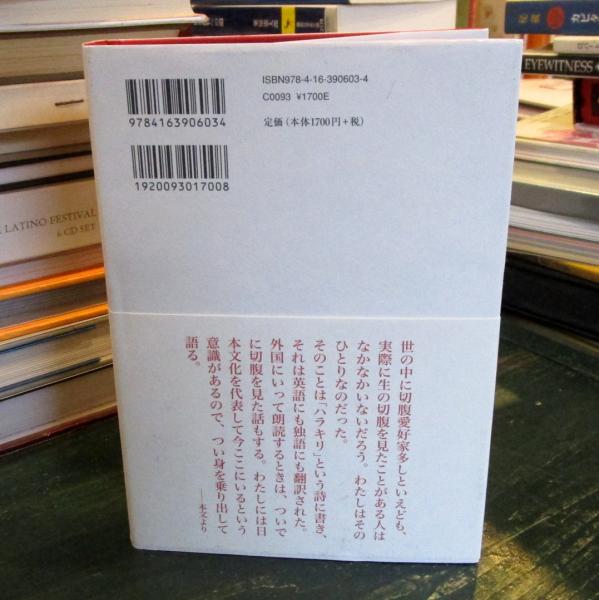 ISBN978-4-16-390603-4
C0093 ¥1700E
定価(本体1700円+税)
9784163906034
1920093017008
世の中に切腹愛好家多しといえども、
実際に生の切腹を見たことがある人は
なかなかいないだろう。わたしはその
ひとりなのだった。
そのことは「ハラキリ」という詩に書き、
それは英語にも独語にも翻訳された。
外国にいって朗読するときは、ついで
に切腹を見た話もする。わたしには日
本文化を代表して今ここにいるという
意識があるので、つい身を乗り出して
語る。
──本文より
LATINO FESTIVAL
6 CD SET
EYEWITNESS